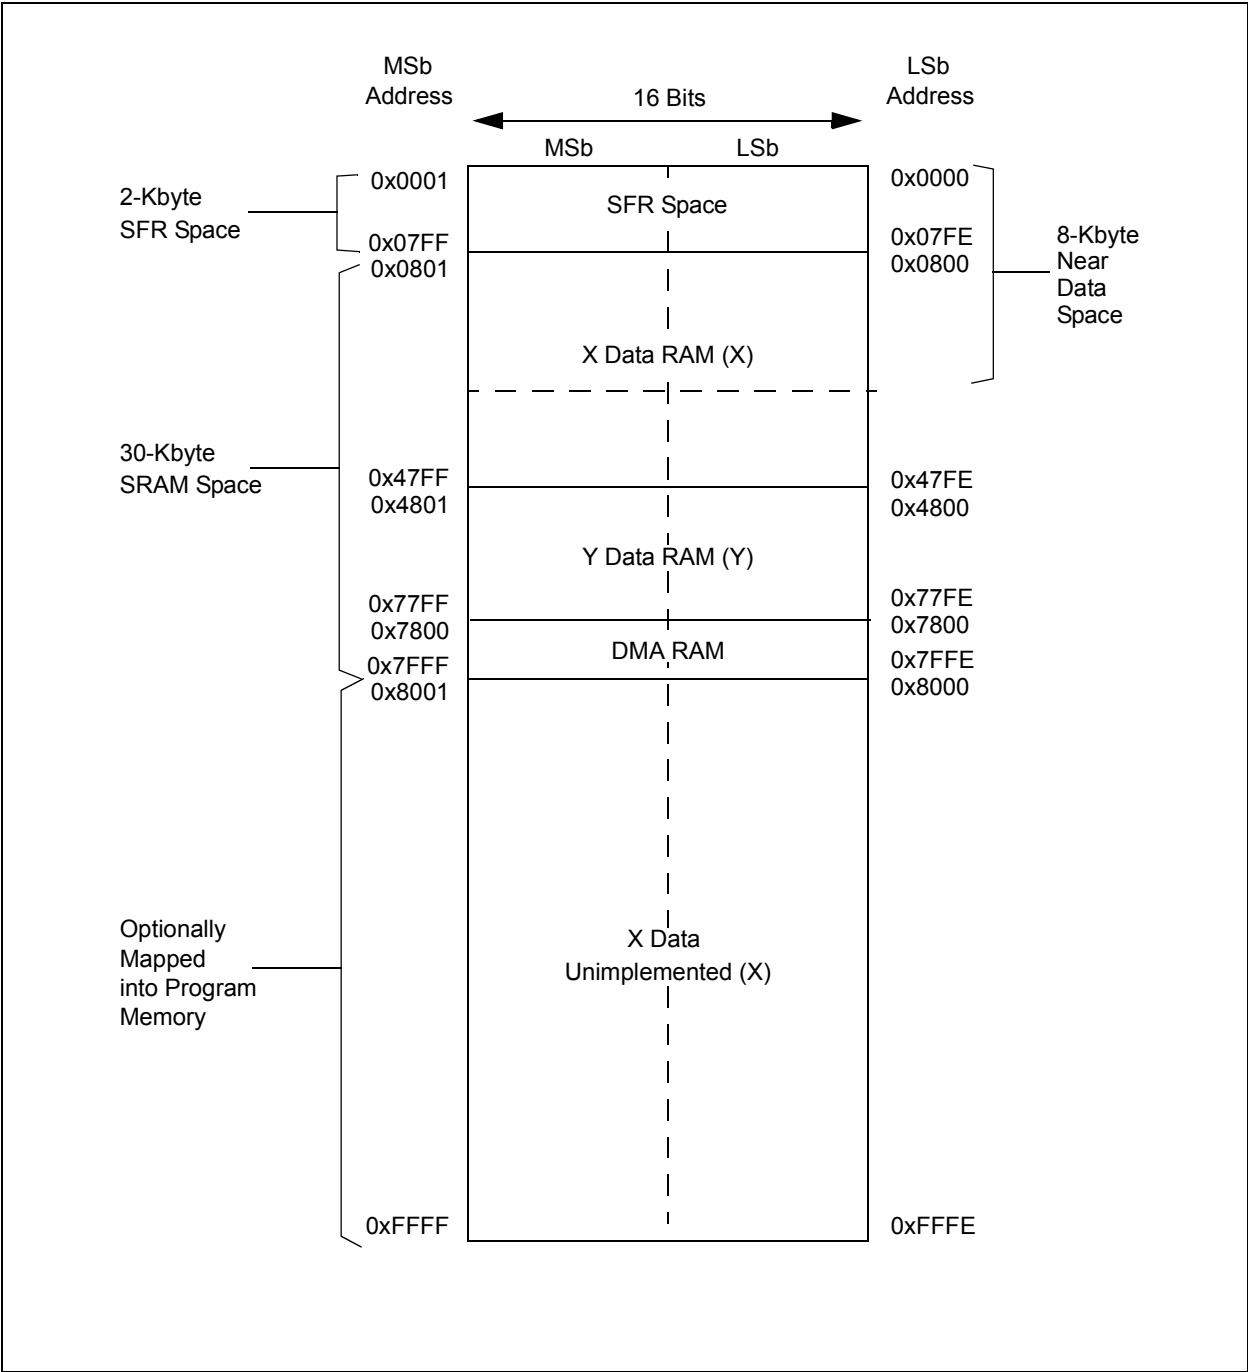 MSb
Address
16 Bits
LSb
Address
MSb
LSb
0x0001
0x0000
2-Kbyte
SFR Space
SFR Space
0x07FF
0x07FE
0x0801
0x0800
8-Kbyte
Near
Data
Space
X Data RAM (X)
30-Kbyte
SRAM Space
0x47FF
0x47FE
0x4801
0x4800
Y Data RAM (Y)
0x77FF
0x77FE
0x7800
0x7800
DMA RAM
0x7FFF
0x7FFE
0x8001
0x8000
Optionally
Mapped
into Program
Memory
X Data
Unimplemented (X)
0xFFFF
0xFFFE